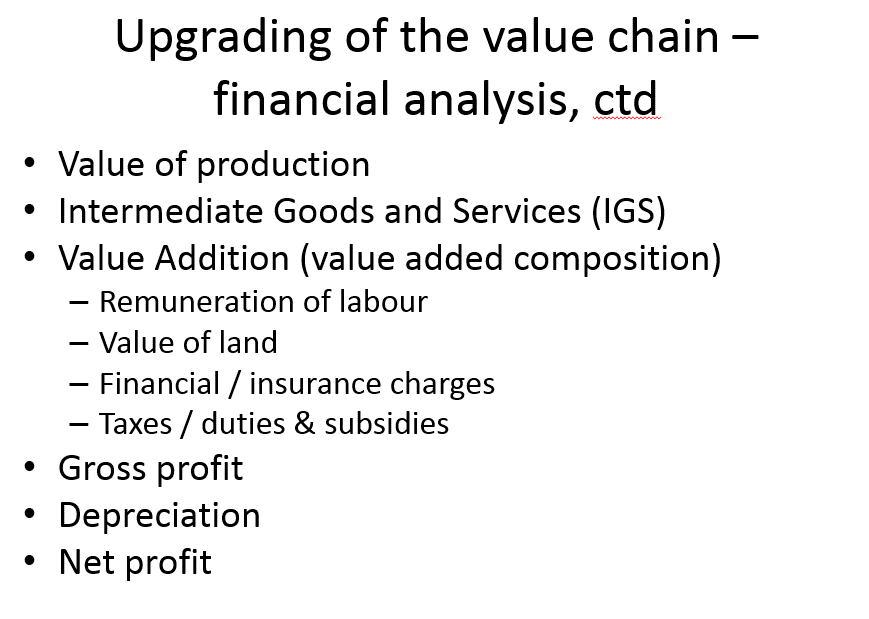 Upgrading of the value chain –
financial analysis, ctd
• Value of production
• Intermediate Goods and Services (IGS)
• Value Addition (value added composition)
– Remuneration of labour
– Value of land
– Financial / insurance charges
– Taxes / duties & subsidies
• Gross profit
• Depreciation
• Net profit